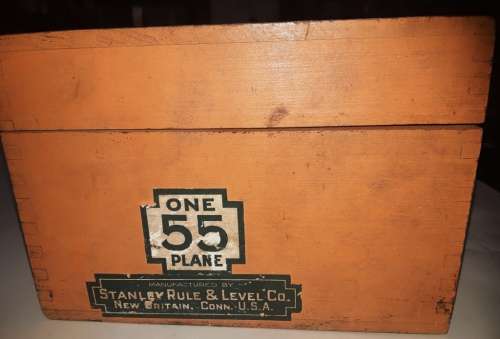 ONE
55
PLANE
MANUFACTURED BY
STANLEY RULE & LEVEL CO.
NEW BRITAIN, CONN. U.S.A.